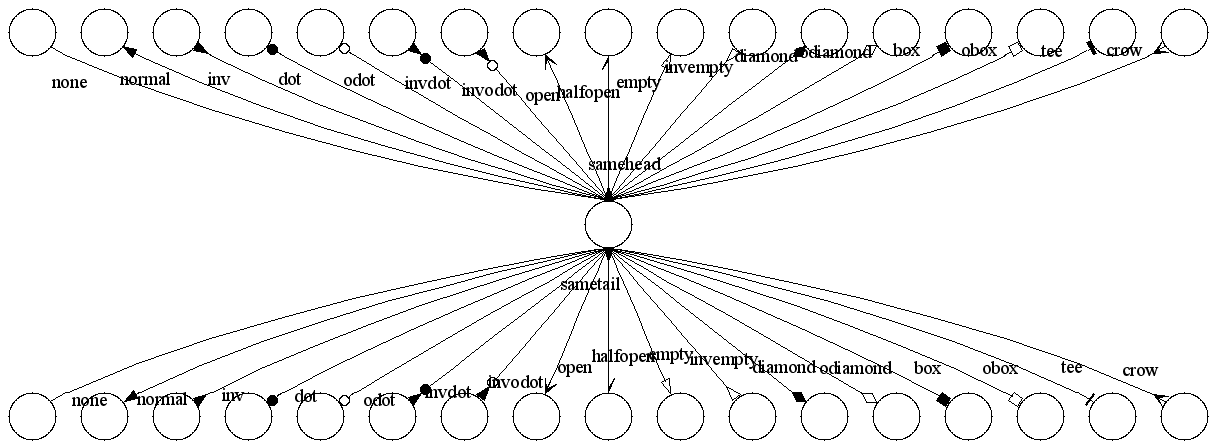 none
normal
inv
dot
odot
invdot
invodot
open
halfopen
empty
invempty
diamond
odiamond
box
obox
tee
crow
samehead
sametail
none
normal
inv
dot
odot
invdot
invodot
open
halfopen
empty
invempty
diamond
odiamond
box
obox
tee
crow